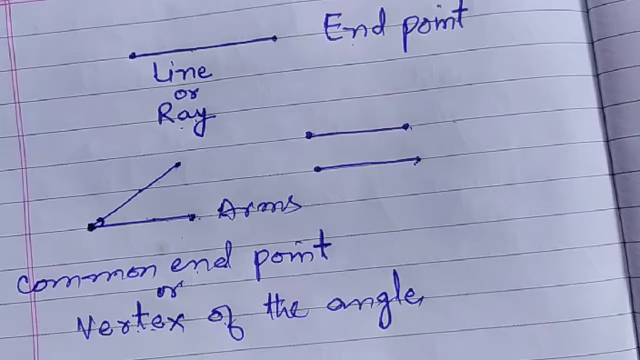 End point
Line
or
Ray
Arms
common end point
or
Vertex of the angle,